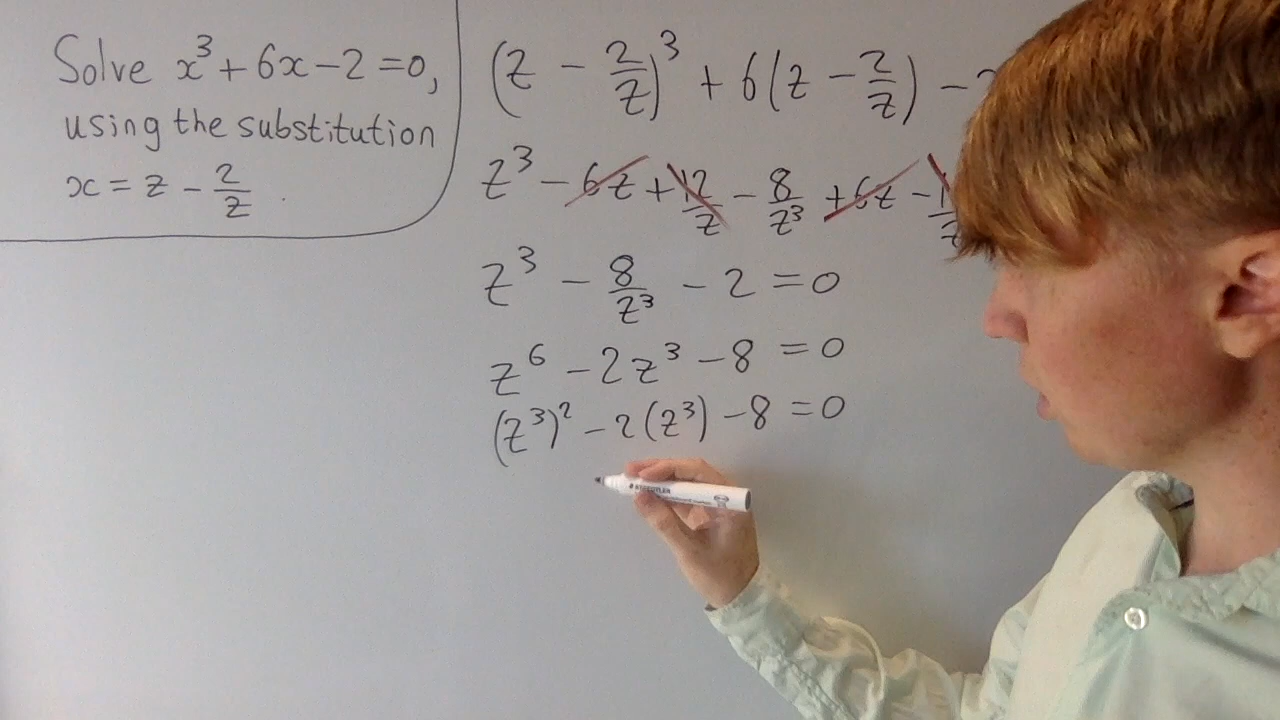 Solve x³ + 6x − 2 = 0,
using the substitution
x = z − 2/z
(z − 2/z)³ + 6(z − 2/z) −
z³ − 6z + 12/z − 8/z³ + 6z −
z³ − 8/z³ − 2 = 0
z⁶ − 2z³ − 8 = 0
(z³)² − 2(z³) − 8 = 0
STAEDTLER